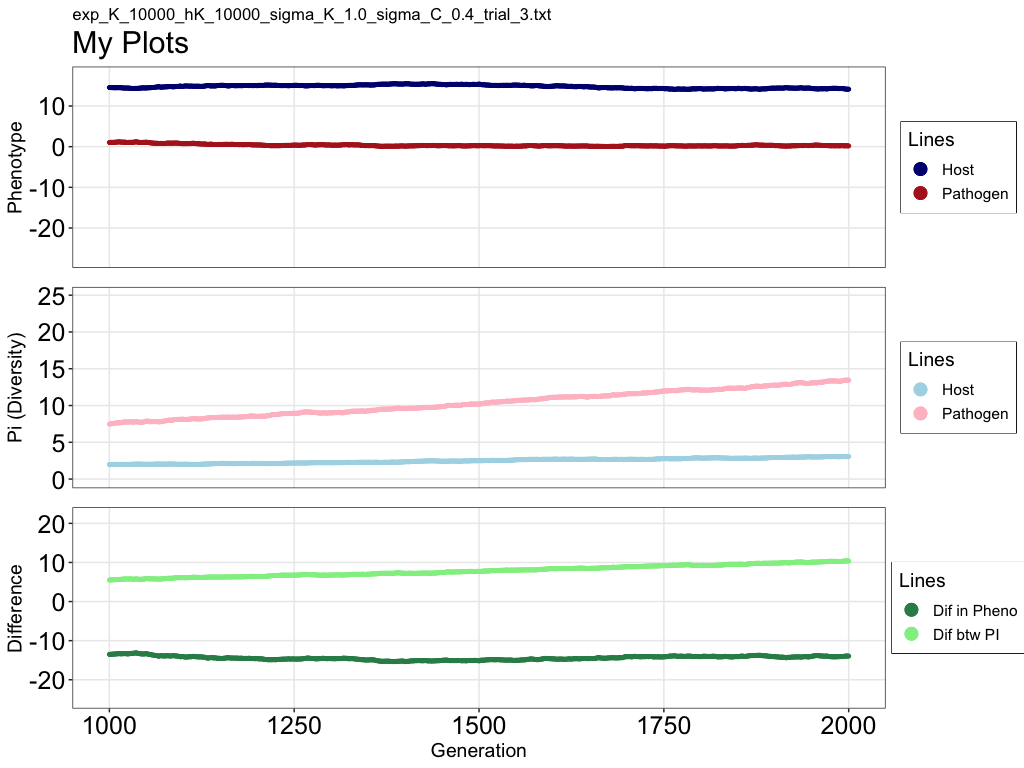 exp_K_10000_hK_10000_sigma_K_1.0_sigma_C_0.4_trial_3.txt
My Plots
Phenotype
10
0
-10
-20
Lines
Host
Pathogen
Pi (Diversity)
25
20
15
10
5
0
Lines
Host
Pathogen
Difference
20
10
0
-10
-20
Lines
Dif in Pheno
Dif btw PI
1000 1250 1500 1750 2000
Generation